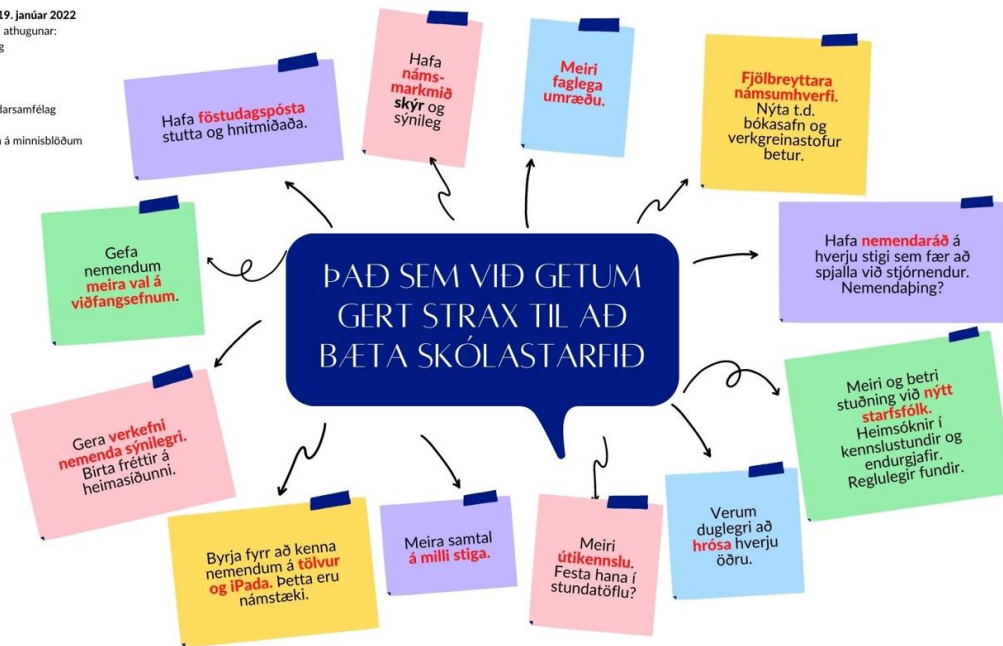 19. janúar 2022
athugunar:
darsamfélag
á minnisblöðum
Hafa föstudagspósta
stutta og hnitmiðaða.
Hafa
náms-
markmið
skýr og
sýnileg
Meiri
faglega
umræðu.
Fjölbreyttara
námsumhverfi.
Nýta t.d.
bókasafn og
verkgreinastofur
betur.
Gefa
nemendum
meira val á
viðfangsefnum.
ÞAÐ SEM VIÐ GETUM
GERT STRAX TIL AÐ
BÆTA SKÓLASTARFIÐ
Hafa nemendaráð á
hverju stigi sem fær að
spjalla við stjórnendur.
Nemendaþing?
Gera verkefni
nemenda sýnilegri.
Birta fréttir á
heimasíðunni.
Meiri og betri
stuðning við nýtt
starfsfólk.
Heimsóknir í
kennslustundir og
endurgjafir.
Reglulegir fundir.
Byrja fyrr að kenna
nemendum á tölvur
og iPada. Þetta eru
námstæki.
Meira samtal
á milli stiga.
Meiri
útikennslu.
Festa hana í
stundatöflu?
Verum
duglegri að
hrósa hverju
öðru.